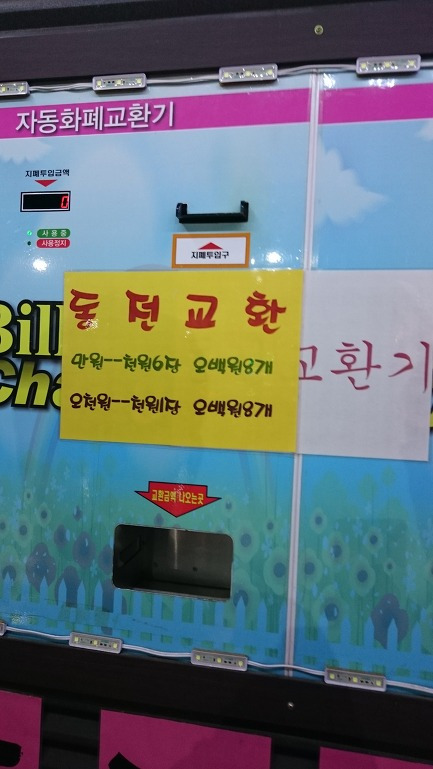 자동화폐교환기
지폐투입금액
0
사용중
사용정지
지폐투입구
Bill
Cha
동전교환
만원--천원6장 오백원8개
오천원--천원1장 오백원8개
교환기
교환금액 나오는곳